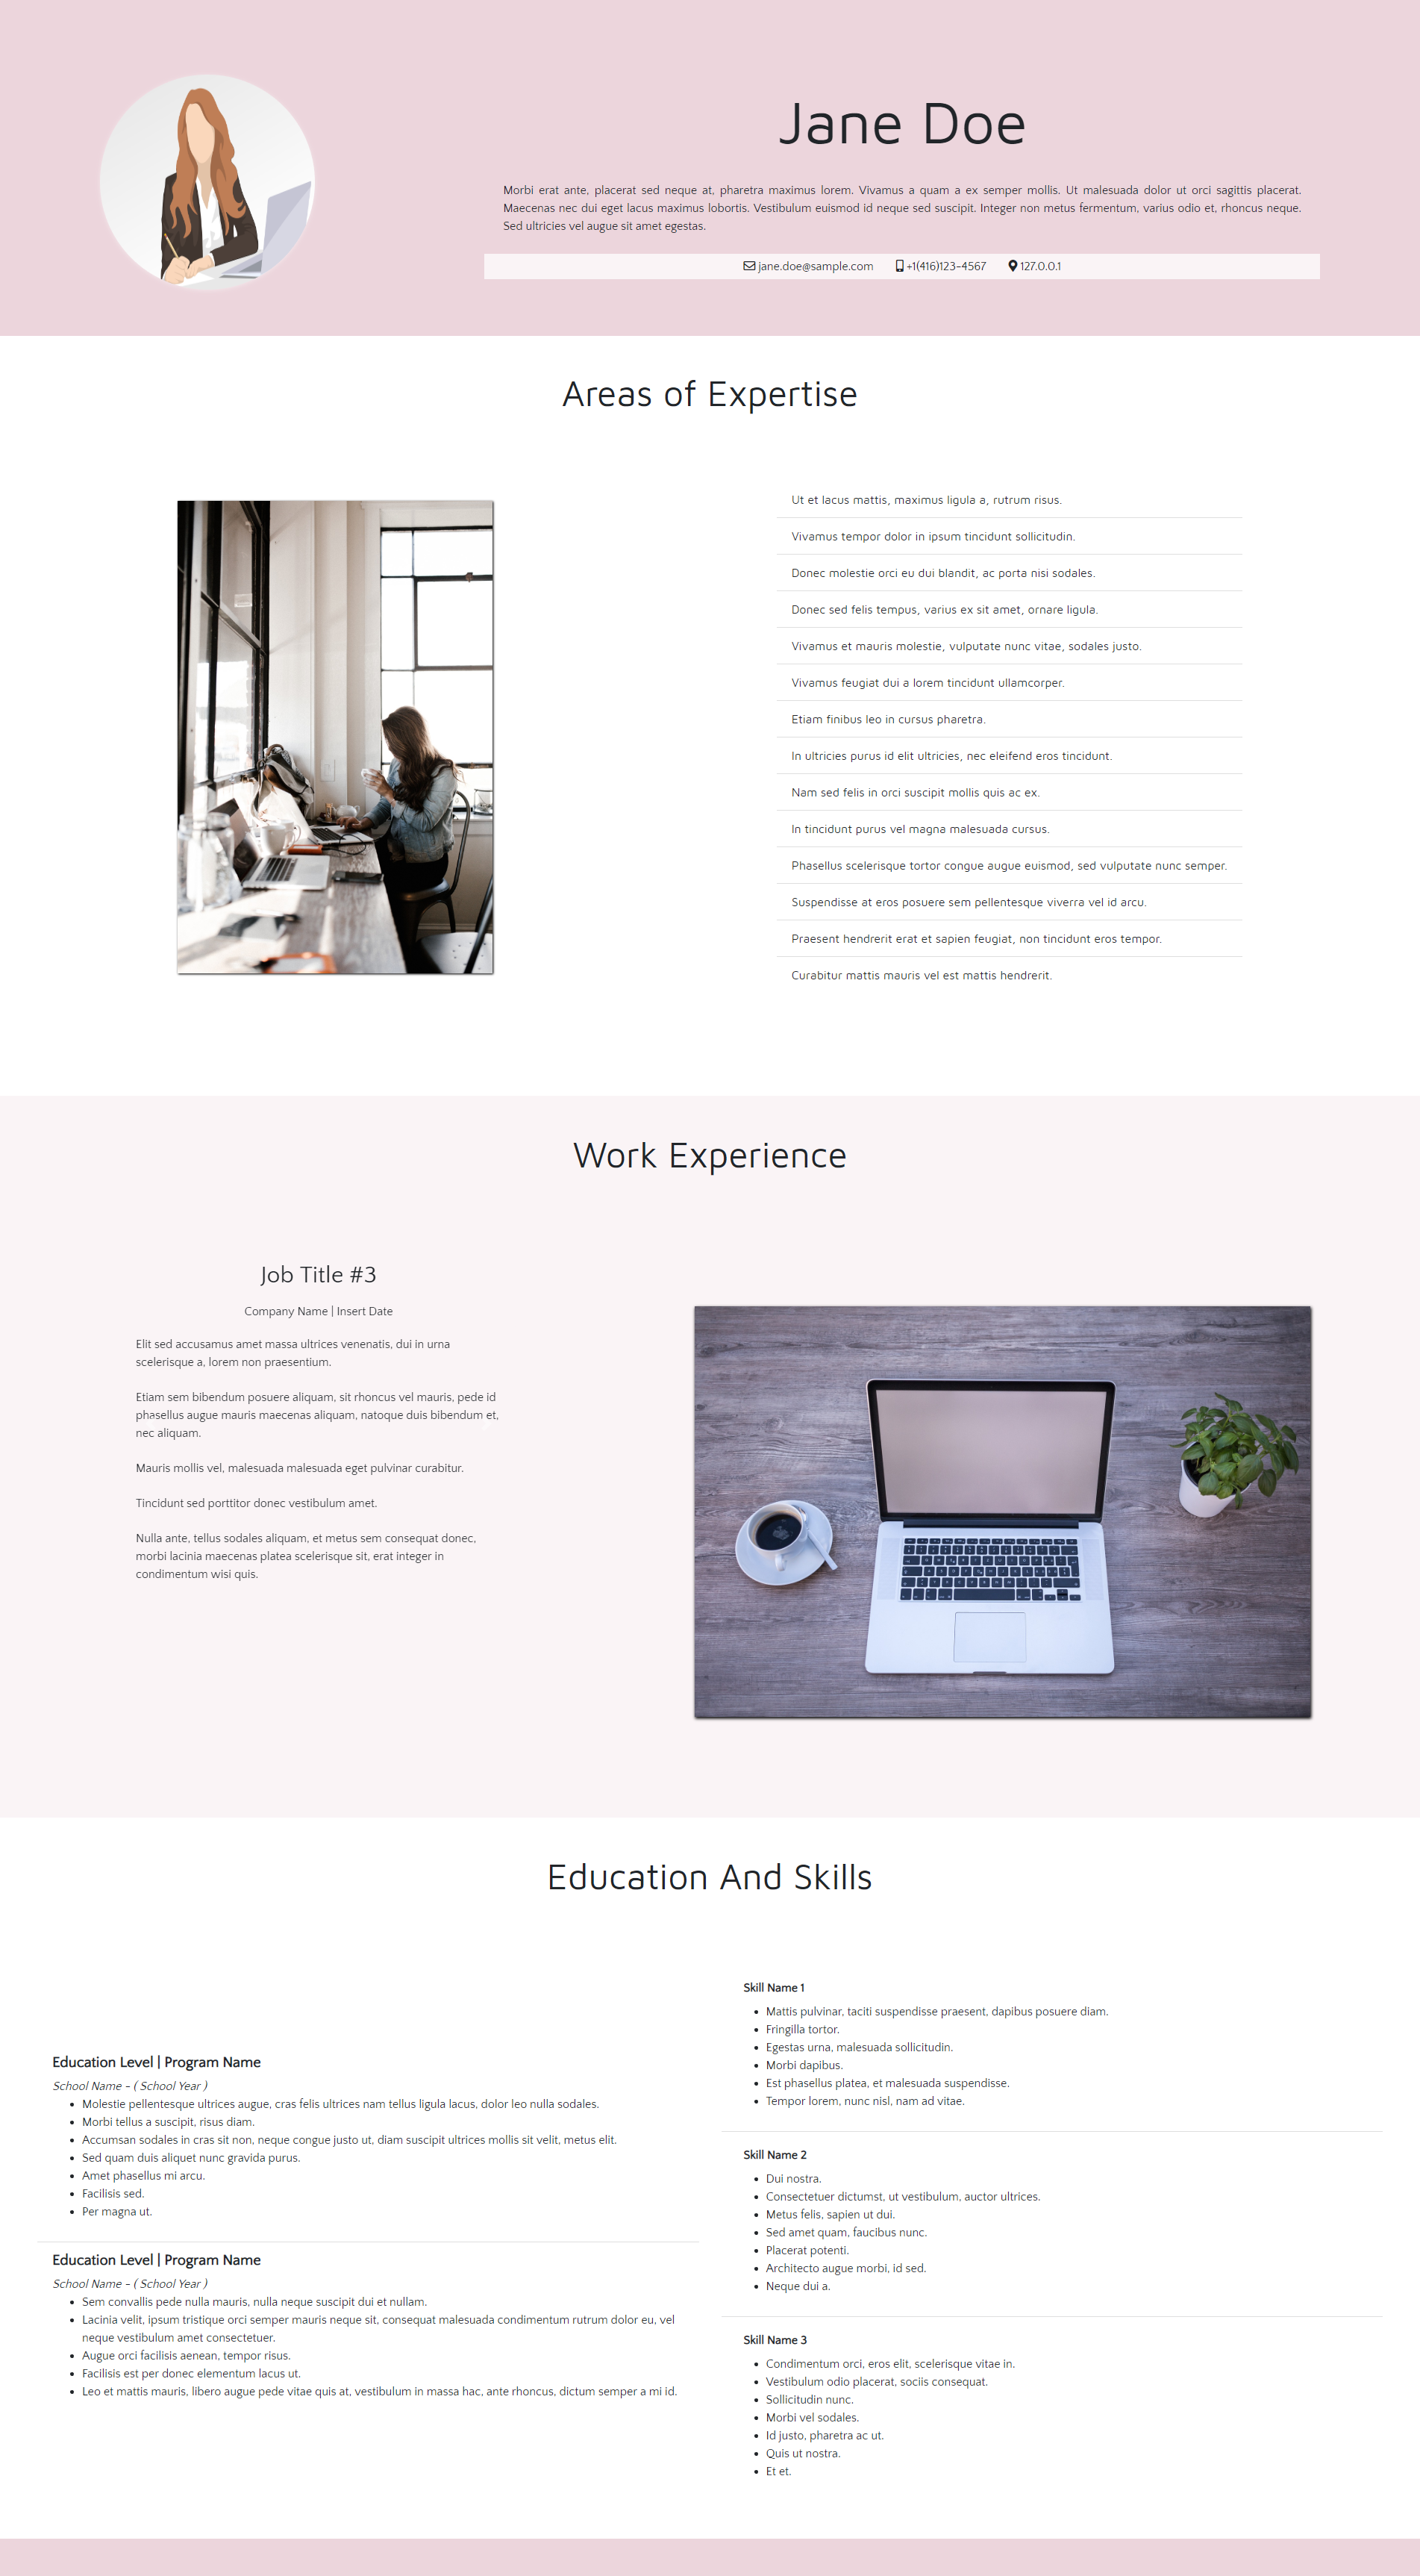 Jane Doe
Morbi erat ante, placerat sed neque at, pharetra maximus lorem. Vivamus a quam a ex semper mollis. Ut malesuada dolor ut orci sagittis placerat.
Maecenas nec dui eget lacus maximus lobortis. Vestibulum euismod id neque sed suscipit. Integer non metus fermentum, varius odio et, rhoncus neque.
Sed ultricies vel augue sit amet egestas.
jane.doe@sample.com +1(416)123-4567 127.0.0.1
Areas of Expertise
Ut et lacus mattis, maximus ligula a, rutrum risus.
Vivamus tempor dolor in ipsum tincidunt sollicitudin.
Donec molestie orci eu dui blandit, ac porta nisi sodales.
Donec sed felis tempus, varius ex sit amet, ornare ligula.
Vivamus et mauris molestie, vulputate nunc vitae, sodales justo.
Vivamus feugiat dui a lorem tincidunt ullamcorper.
Etiam finibus leo in cursus pharetra.
In ultricies purus id elit ultricies, nec eleifend eros tincidunt.
Nam sed felis in orci suscipit mollis quis ac ex.
In tincidunt purus vel magna malesuada cursus.
Phasellus scelerisque tortor congue augue euismod, sed vulputate nunc semper.
Suspendisse at eros posuere sem pellentesque viverra vel id arcu.
Praesent hendrerit erat et sapien feugiat, non tincidunt eros tempor.
Curabitur mattis mauris vel est mattis hendrerit.
Work Experience
Job Title #3
Company Name | Insert Date
Elit sed accusamus amet massa ultrices venenatis, dui in urna
scelerisque a, lorem non praesentium.
Etiam sem bibendum posuere aliquam, sit rhoncus vel mauris, pede id
phasellus augue mauris maecenas aliquam, natoque duis bibendum et,
nec aliquam.
Mauris mollis vel, malesuada malesuada eget pulvinar curabitur.
Tincidunt sed porttitor donec vestibulum amet.
Nulla ante, tellus sodales aliquam, et metus sem consequat donec,
morbi lacinia maecenas platea scelerisque sit, erat integer in
condimentum wisi quis.
Education And Skills
Education Level | Program Name
School Name - ( School Year )
Molestie pellentesque ultrices augue, cras felis ultrices nam tellus ligula lacus, dolor leo nulla sodales.
Morbi tellus a suscipit, risus diam.
Accumsan sodales in cras sit non, neque congue justo ut, diam suscipit ultrices mollis sit velit, metus elit.
Sed quam duis aliquet nunc gravida purus.
Amet phasellus mi arcu.
Facilisis sed.
Per magna ut.
Education Level | Program Name
School Name - ( School Year )
Sem convallis pede nulla mauris, nulla neque suscipit dui et nullam.
Lacinia velit, ipsum tristique orci semper mauris neque sit, consequat malesuada condimentum rutrum dolor eu, vel
neque vestibulum amet consectetuer.
Augue orci facilisis aenean, tempor risus.
Facilisis est per donec elementum lacus ut.
Leo et mattis mauris, libero augue pede vitae quis at, vestibulum in massa hac, ante rhoncus, dictum semper a mi id.
Skill Name 1
Mattis pulvinar, taciti suspendisse praesent, dapibus posuere diam.
Fringilla tortor.
Egestas urna, malesuada sollicitudin.
Morbi dapibus.
Est phasellus platea, et malesuada suspendisse.
Tempor lorem, nunc nisl, nam ad vitae.
Skill Name 2
Dui nostra.
Consectetuer dictumst, ut vestibulum, auctor ultrices.
Metus felis, sapien ut dui.
Sed amet quam, faucibus nunc.
Placerat potenti.
Architecto augue morbi, id sed.
Neque dui a.
Skill Name 3
Condimentum orci, eros elit, scelerisque vitae in.
Vestibulum odio placerat, sociis consequat.
Sollicitudin nunc.
Morbi vel sodales.
Id justo, pharetra ac ut.
Quis ut nostra.
Et et.